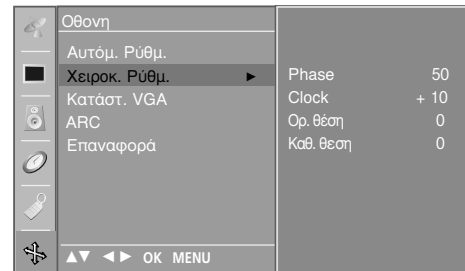 Οθονη
Αυτόμ. Ρύθμ.
Χειροκ. Ρύθμ. ►
Κατάστ. VGA
ARC
Επαναφορά
▲▼ ◄► OK MENU
Phase 50
Clock + 10
Ορ. θέση 0
Καθ. θεση 0